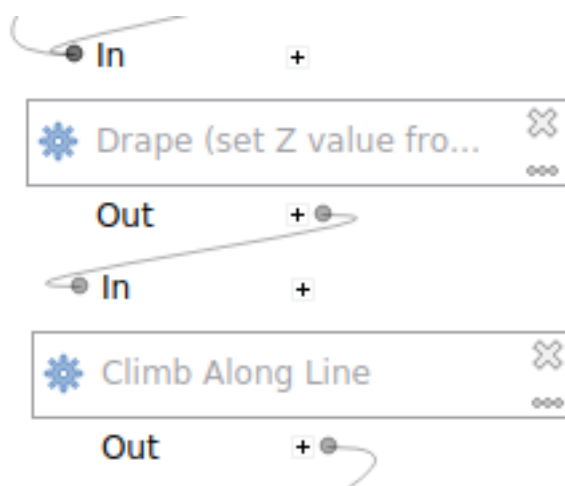 In +
Drape (set Z value fro...
Out +
In +
Climb Along Line
Out +